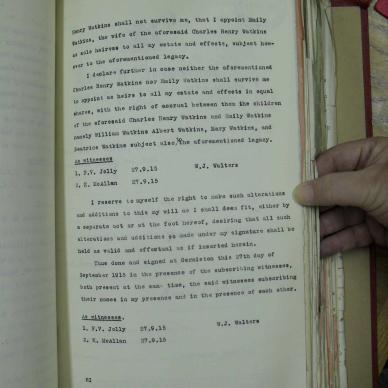 Henry Watkins shall not survive me, that I appoint Emily
Watkins, the wife of the aforesaid Charles Henry Watkins
as sole heiress to all my estate and effects, subject how-
ever to the aforementioned legacy.
I declare further in case neither the aforementioned
Charles Henry Watkins nor Emily Watkins shall survive me
to appoint as heirs to all my estate and effects in equal
shares, with the right of accrual between them the children
of the aforesaid Charles Henry Watkins and Emily Watkins
namely William Watkins Albert Watkins, Mary Watkins, and
Beatrice Watkins subject also to the aforementioned legacy.
As witnesses
1. F.V. Jolly 27.9.15 W.J. Walters
2. K. McAllan 27.9.15
I reserve to myself the right to make such alterations
and additions to this my will as I shall deem fit, either by
a separate act or at the foot hereof, desiring that all such
alterations and additions so made under my signature shall be
held as valid and effectual as if inserted herein.
Thus done and signed at Germiston this 27th day of
September 1915 in the presence of the subscribing witnesses,
both present at the same time, the said witnesses subscribing
their names in my presence and in the presence of each other.
As witnesses.
1. F.V. Jolly 27.9.15 W.J. Walters
2. K. McAllan 27.9.15